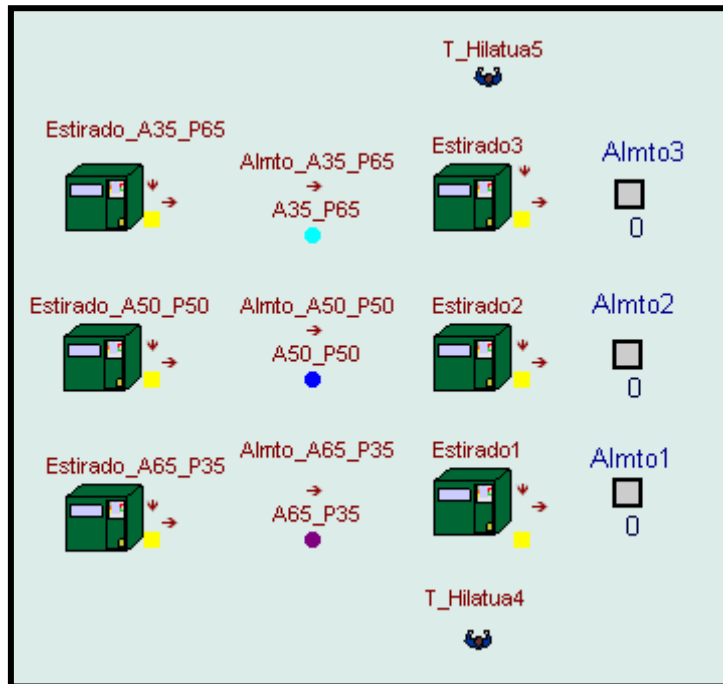 T_Hilatua5
Estirado_A35_P65
Almto_A35_P65
A35_P65
Estirado3
Almto3
0
Estirado_A50_P50
Almto_A50_P50
A50_P50
Estirado2
Almto2
0
Estirado_A65_P35
Almto_A65_P35
A65_P35
Estirado1
Almto1
0
T_Hilatua4